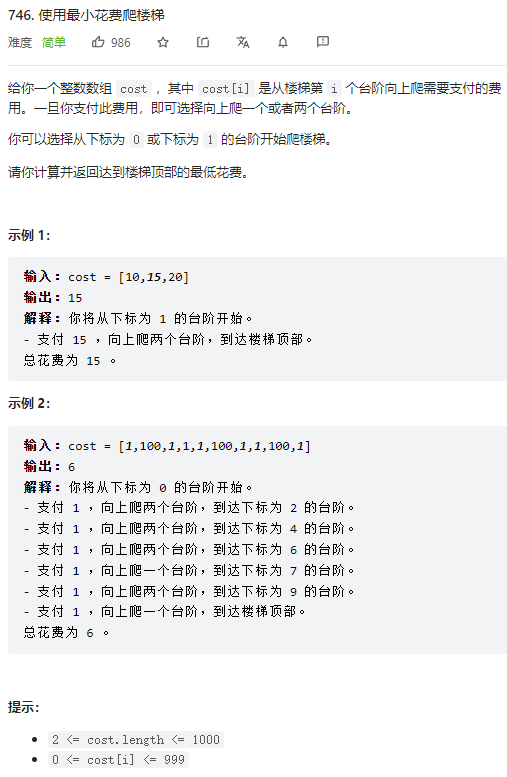 746. 使用最小花费爬楼梯
难度 简单 986
给你一个整数数组 cost ，其中 cost[i] 是从楼梯第 i 个台阶向上爬需要支付的费
用。一旦你支付此费用，即可选择向上爬一个或者两个台阶。
你可以选择从下标为 0 或下标为 1 的台阶开始爬楼梯。
请你计算并返回达到楼梯顶部的最低花费。
示例 1：
输入：cost = [10,15,20]
输出：15
解释：你将从下标为 1 的台阶开始。
- 支付 15 ，向上爬两个台阶，到达楼梯顶部。
总花费为 15 。
示例 2：
输入：cost = [1,100,1,1,1,100,1,1,100,1]
输出：6
解释：你将从下标为 0 的台阶开始。
- 支付 1 ，向上爬两个台阶，到达下标为 2 的台阶。
- 支付 1 ，向上爬两个台阶，到达下标为 4 的台阶。
- 支付 1 ，向上爬两个台阶，到达下标为 6 的台阶。
- 支付 1 ，向上爬一个台阶，到达下标为 7 的台阶。
- 支付 1 ，向上爬两个台阶，到达下标为 9 的台阶。
- 支付 1 ，向上爬一个台阶，到达楼梯顶部。
总花费为 6 。
提示：
• 2 <= cost.length <= 1000
• 0 <= cost[i] <= 999